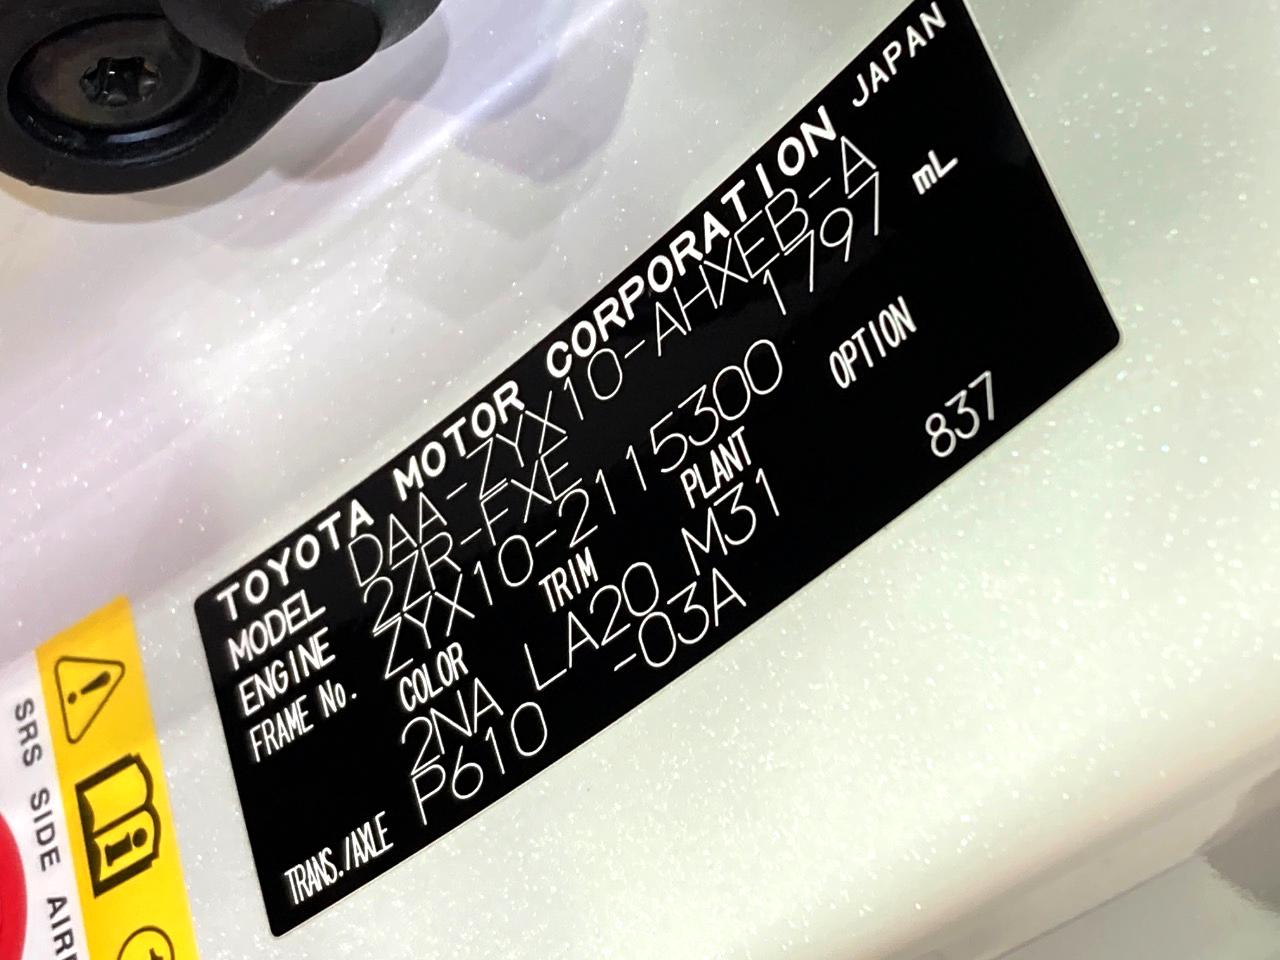 TOYOTA MOTOR CORPORATION JAPAN
MODEL DAA-ZYX10-AHXEB-A
ENGINE 2ZR-FXE 1797 mL
FRAME No. ZYX10-2115300
COLOR TRIM PLANT OPTION
2NA LA20 M31 837
TRANS./AXLE P610 -03A
SRS SIDE